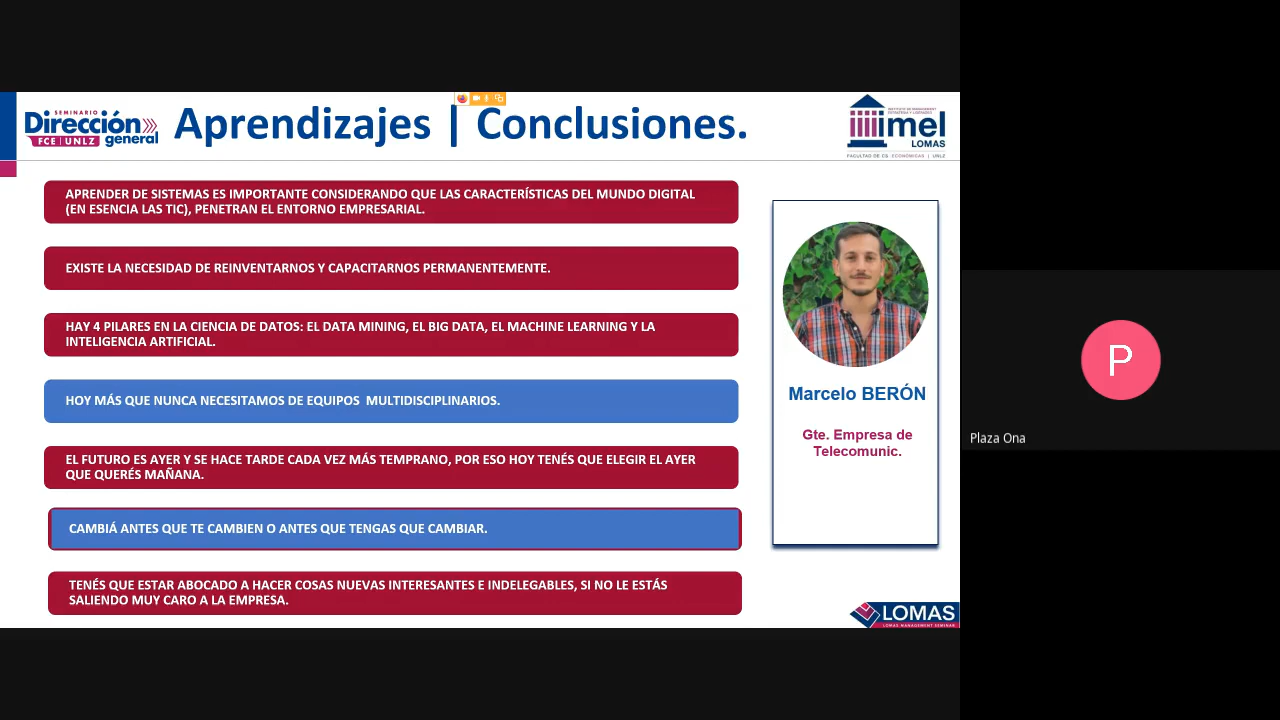 SEMINARIO
Dirección
general
FCE | UNLZ
Aprendizajes | Conclusiones.
INSTITUTO DE MANAGEMENT
ESTRATEGIA Y LIDERAZGO
imel
LOMAS
FACULTAD DE CS. ECONÓMICAS | UNLZ
APRENDER DE SISTEMAS ES IMPORTANTE CONSIDERANDO QUE LAS CARACTERÍSTICAS DEL MUNDO DIGITAL
(EN ESENCIA LAS TIC), PENETRAN EL ENTORNO EMPRESARIAL.
EXISTE LA NECESIDAD DE REINVENTARNOS Y CAPACITARNOS PERMANENTEMENTE.
HAY 4 PILARES EN LA CIENCIA DE DATOS: EL DATA MINING, EL BIG DATA, EL MACHINE LEARNING Y LA
INTELIGENCIA ARTIFICIAL.
HOY MÁS QUE NUNCA NECESITAMOS DE EQUIPOS MULTIDISCIPLINARIOS.
EL FUTURO ES AYER Y SE HACE TARDE CADA VEZ MÁS TEMPRANO, POR ESO HOY TENÉS QUE ELEGIR EL AYER
QUE QUERÉS MAÑANA.
CAMBIÁ ANTES QUE TE CAMBIEN O ANTES QUE TENGAS QUE CAMBIAR.
TENÉS QUE ESTAR ABOCADO A HACER COSAS NUEVAS INTERESANTES E INDELEGABLES, SI NO LE ESTÁS
SALIENDO MUY CARO A LA EMPRESA.
Marcelo BERÓN
Gte. Empresa de
Telecomunic.
LOMAS
LOMAS MANAGEMENT SEMINAR
P
Plaza Ona